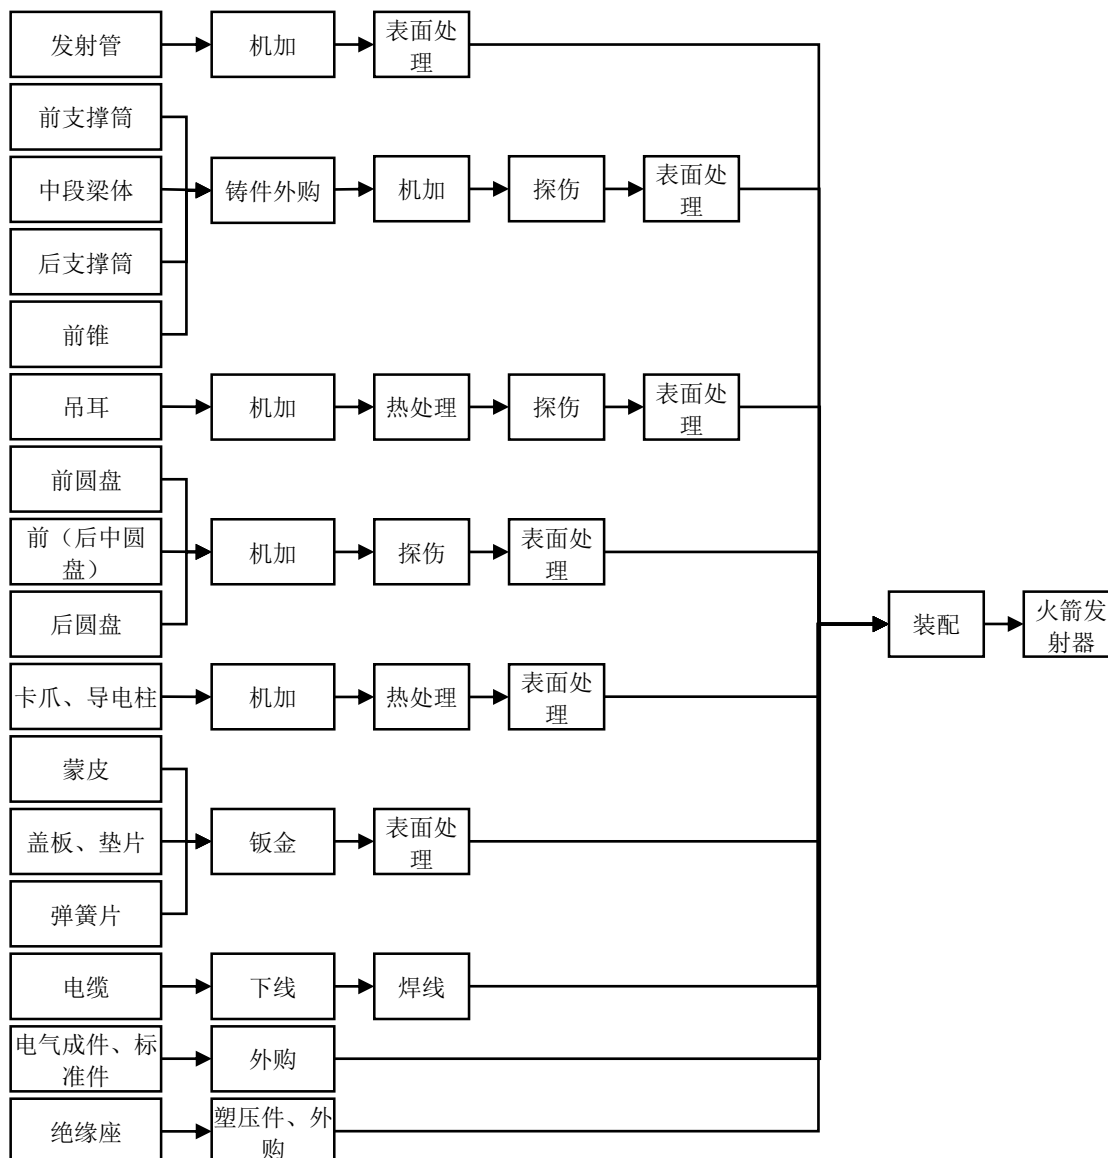 发射管
机加
表面处
理
前支撑筒
中段梁体
铸件外购
机加
探伤
表面处
理
后支撑筒
前锥
吊耳
机加
热处理
探伤
表面处
理
前圆盘
前（后中圆
盘）
机加
探伤
表面处
理
后圆盘
装配
火箭发
射器
卡爪、导电柱
机加
热处理
表面处
理
蒙皮
盖板、垫片
钣金
表面处
理
弹簧片
电缆
下线
焊线
电气成件、标
准件
外购
绝缘座
塑压件、外
购